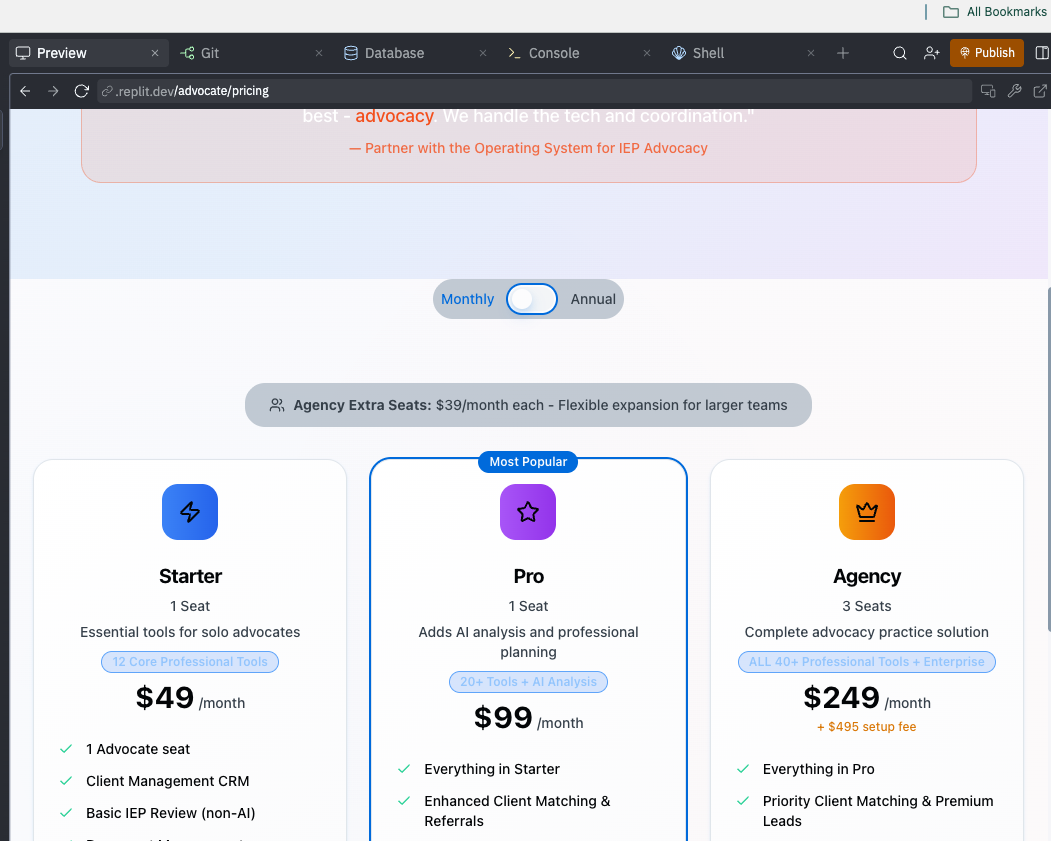 All Bookmarks
Preview
Git
Database
Console
Shell
Publish
.replit.dev/advocate/pricing
best - advocacy. We handle the tech and coordination."
— Partner with the Operating System for IEP Advocacy
Monthly
Annual
Agency Extra Seats: $39/month each - Flexible expansion for larger teams
Starter
1 Seat
Essential tools for solo advocates
12 Core Professional Tools
$49 /month
1 Advocate seat
Client Management CRM
Basic IEP Review (non-AI)
Most Popular
Pro
1 Seat
Adds AI analysis and professional
planning
20+ Tools + AI Analysis
$99 /month
Everything in Starter
Enhanced Client Matching &
Referrals
Agency
3 Seats
Complete advocacy practice solution
ALL 40+ Professional Tools + Enterprise
$249 /month
+ $495 setup fee
Everything in Pro
Priority Client Matching & Premium
Leads